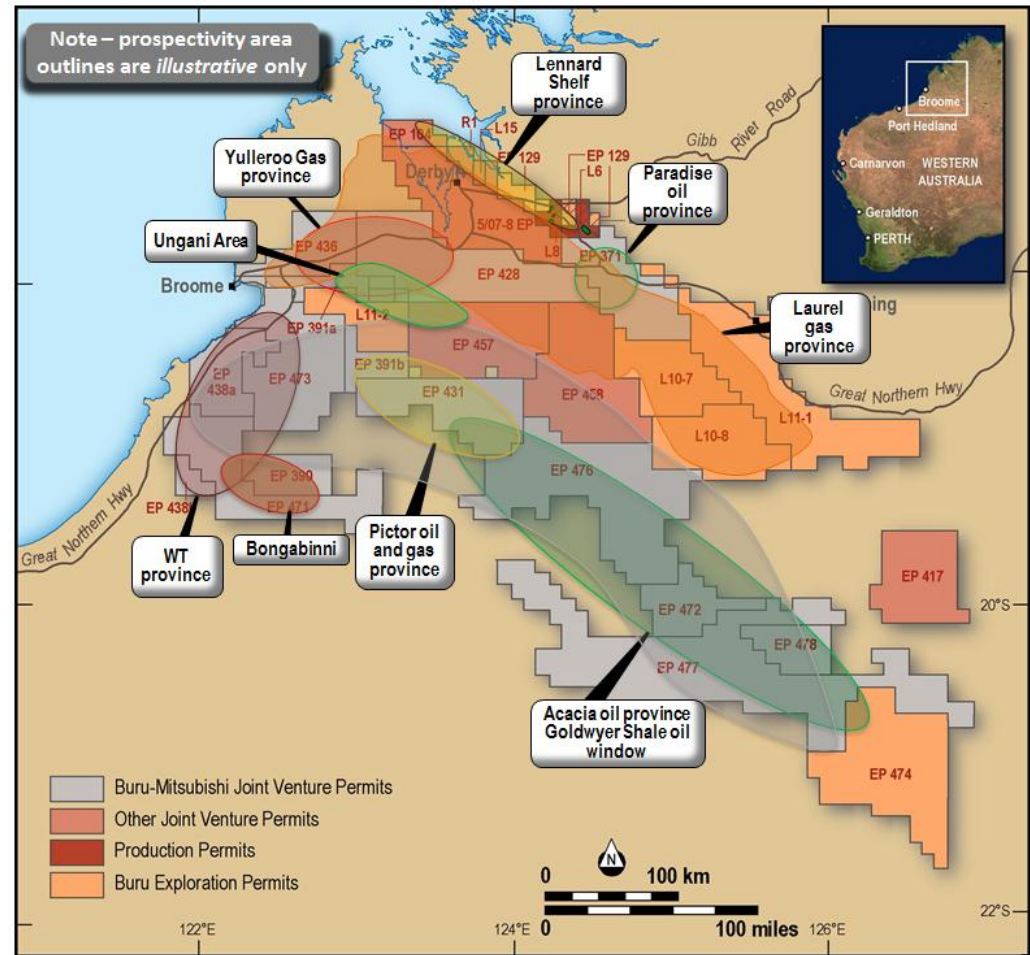 Note – prospectivity area
outlines are illustrative only
Lennard
Shelf
province
R1
L15
Gibb River Road
Broome
Port Hedland
Carnarvon
WESTERN
AUSTRALIA
Geraldton
PERTH
EP 104
EP 129
EP 129
L6
Yulleroo Gas
province
Derby
Paradise
oil
province
5/07-8 EP
Ungani Area
EP 436
L8
EP 371
EP 428
Broome
Laurel
gas
province
EP 391a
L11-2
EP 457
EP 391b
EP
438a
EP 473
EP 431
EP 458
L10-7
Great Northern Hwy
L10-8
L11-1
EP 390
EP 476
EP 471
EP 438
Great Northern Hwy
WT
province
Bongabinni
Pictor oil
and gas
province
EP 417
20°S
EP 472
EP 478
EP 477
Acacia oil province
Goldwyer Shale oil
window
EP 474
Buru-Mitsubishi Joint Venture Permits
Other Joint Venture Permits
Production Permits
Buru Exploration Permits
N
0 100 km
0 100 miles
22°S
122°E
124°E
126°E